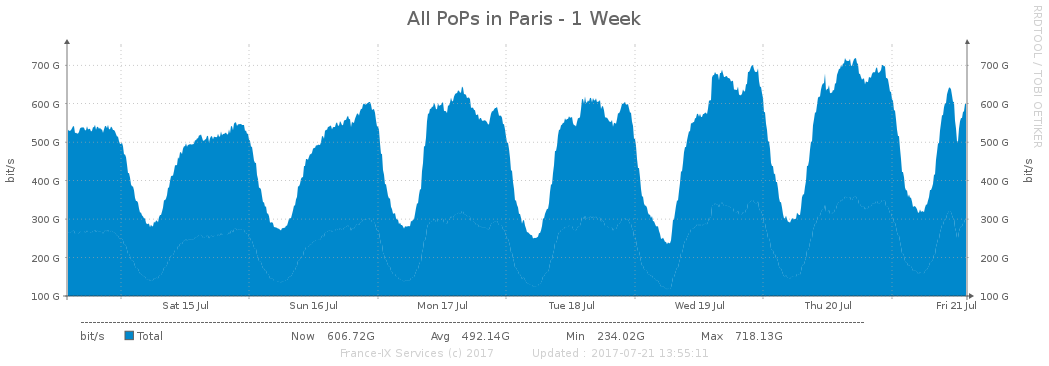 All PoPs in Paris - 1 Week
RRDTOOL / TOBI OETIKER
bit/s
700 G
600 G
500 G
400 G
300 G
200 G
100 G
700 G
600 G
500 G
400 G
300 G
200 G
100 G
bit/s
Sat 15 Jul Sun 16 Jul Mon 17 Jul Tue 18 Jul Wed 19 Jul Thu 20 Jul Fri 21 Jul
bit/s Total Now 606.72G Avg 492.14G Min 234.02G Max 718.13G
France-IX Services (c) 2017 Updated : 2017-07-21 13:55:11